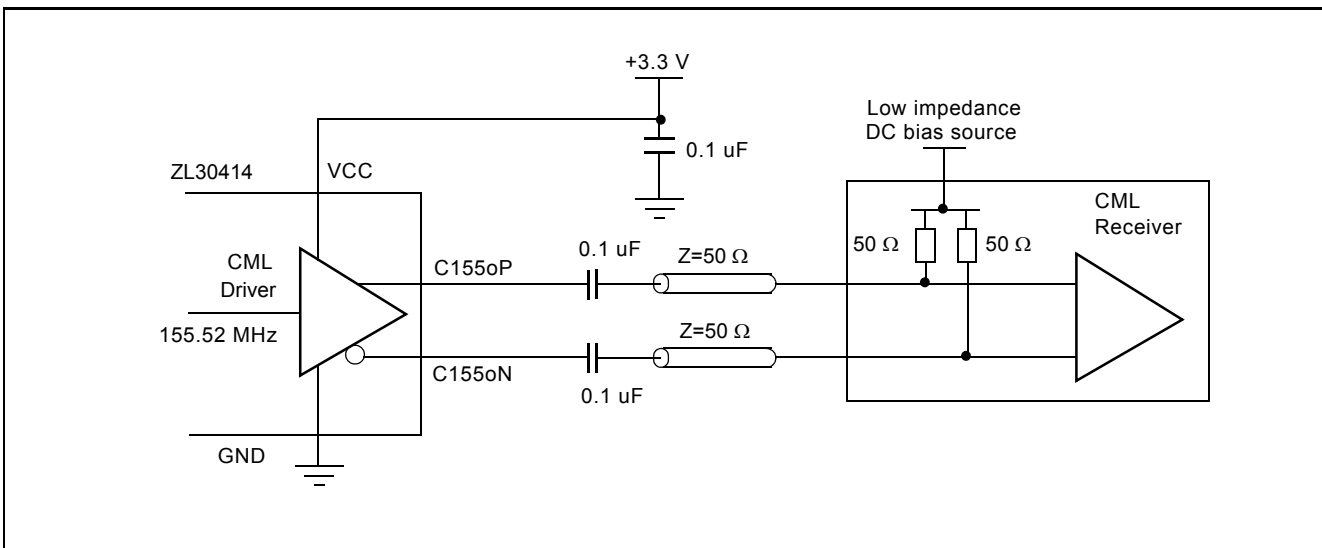 +3.3 V
Low impedance
DC bias source
0.1 uF
ZL30414
VCC
CML
Receiver
50 Ω
50 Ω
0.1 uF
Z=50 Ω
CML
Driver
C155oP
155.52 MHz
Z=50 Ω
C155oN
0.1 uF
GND